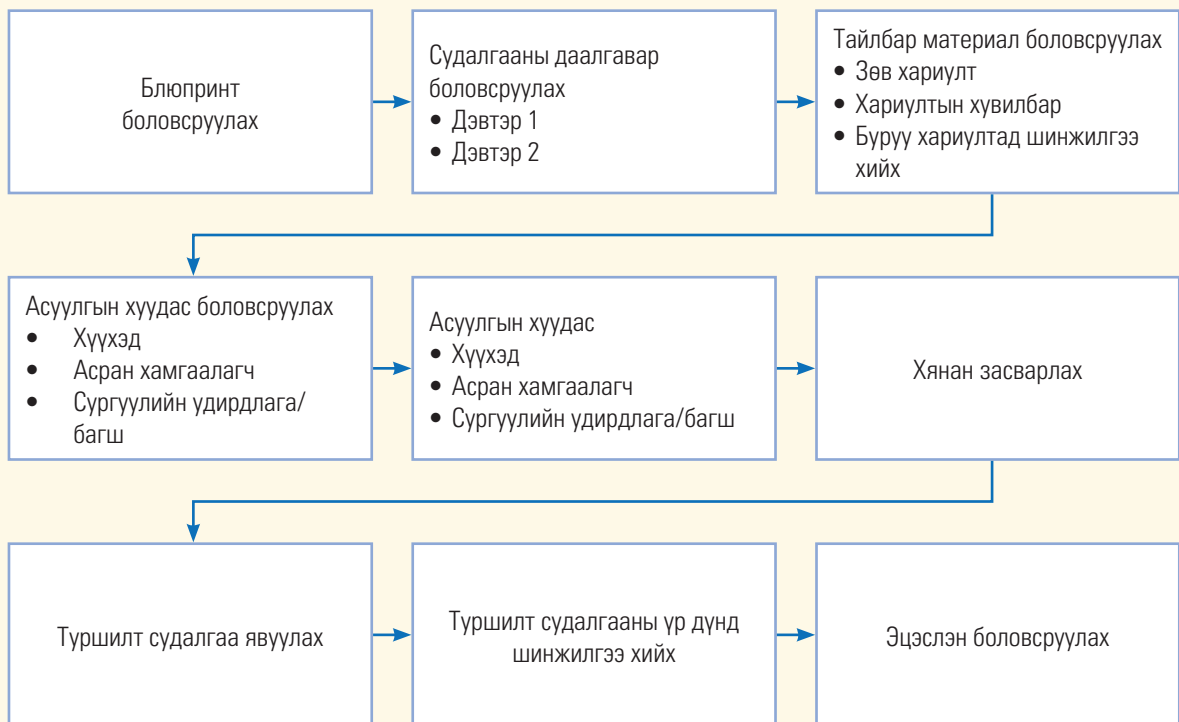 Блюпринт
боловсруулах
Судалгааны даалгавар
боловсруулах
• Дэвтэр 1
• Дэвтэр 2
Тайлбар материал боловсруулах
• Зөв хариулт
• Хариултын хувилбар
• Буруу хариултад шинжилгээ
хийх
Асуулгын хуудас боловсруулах
• Хүүхэд
• Асран хамгаалагч
• Сургуулийн удирдлага/
багш
Асуулгын хуудас
• Хүүхэд
• Асран хамгаалагч
• Сургуулийн удирдлага/багш
Хянан засварлах
Туршилт судалгаа явуулах
Туршилт судалгааны үр дүнд
шинжилгээ хийх
Эцэслэн боловсруулах